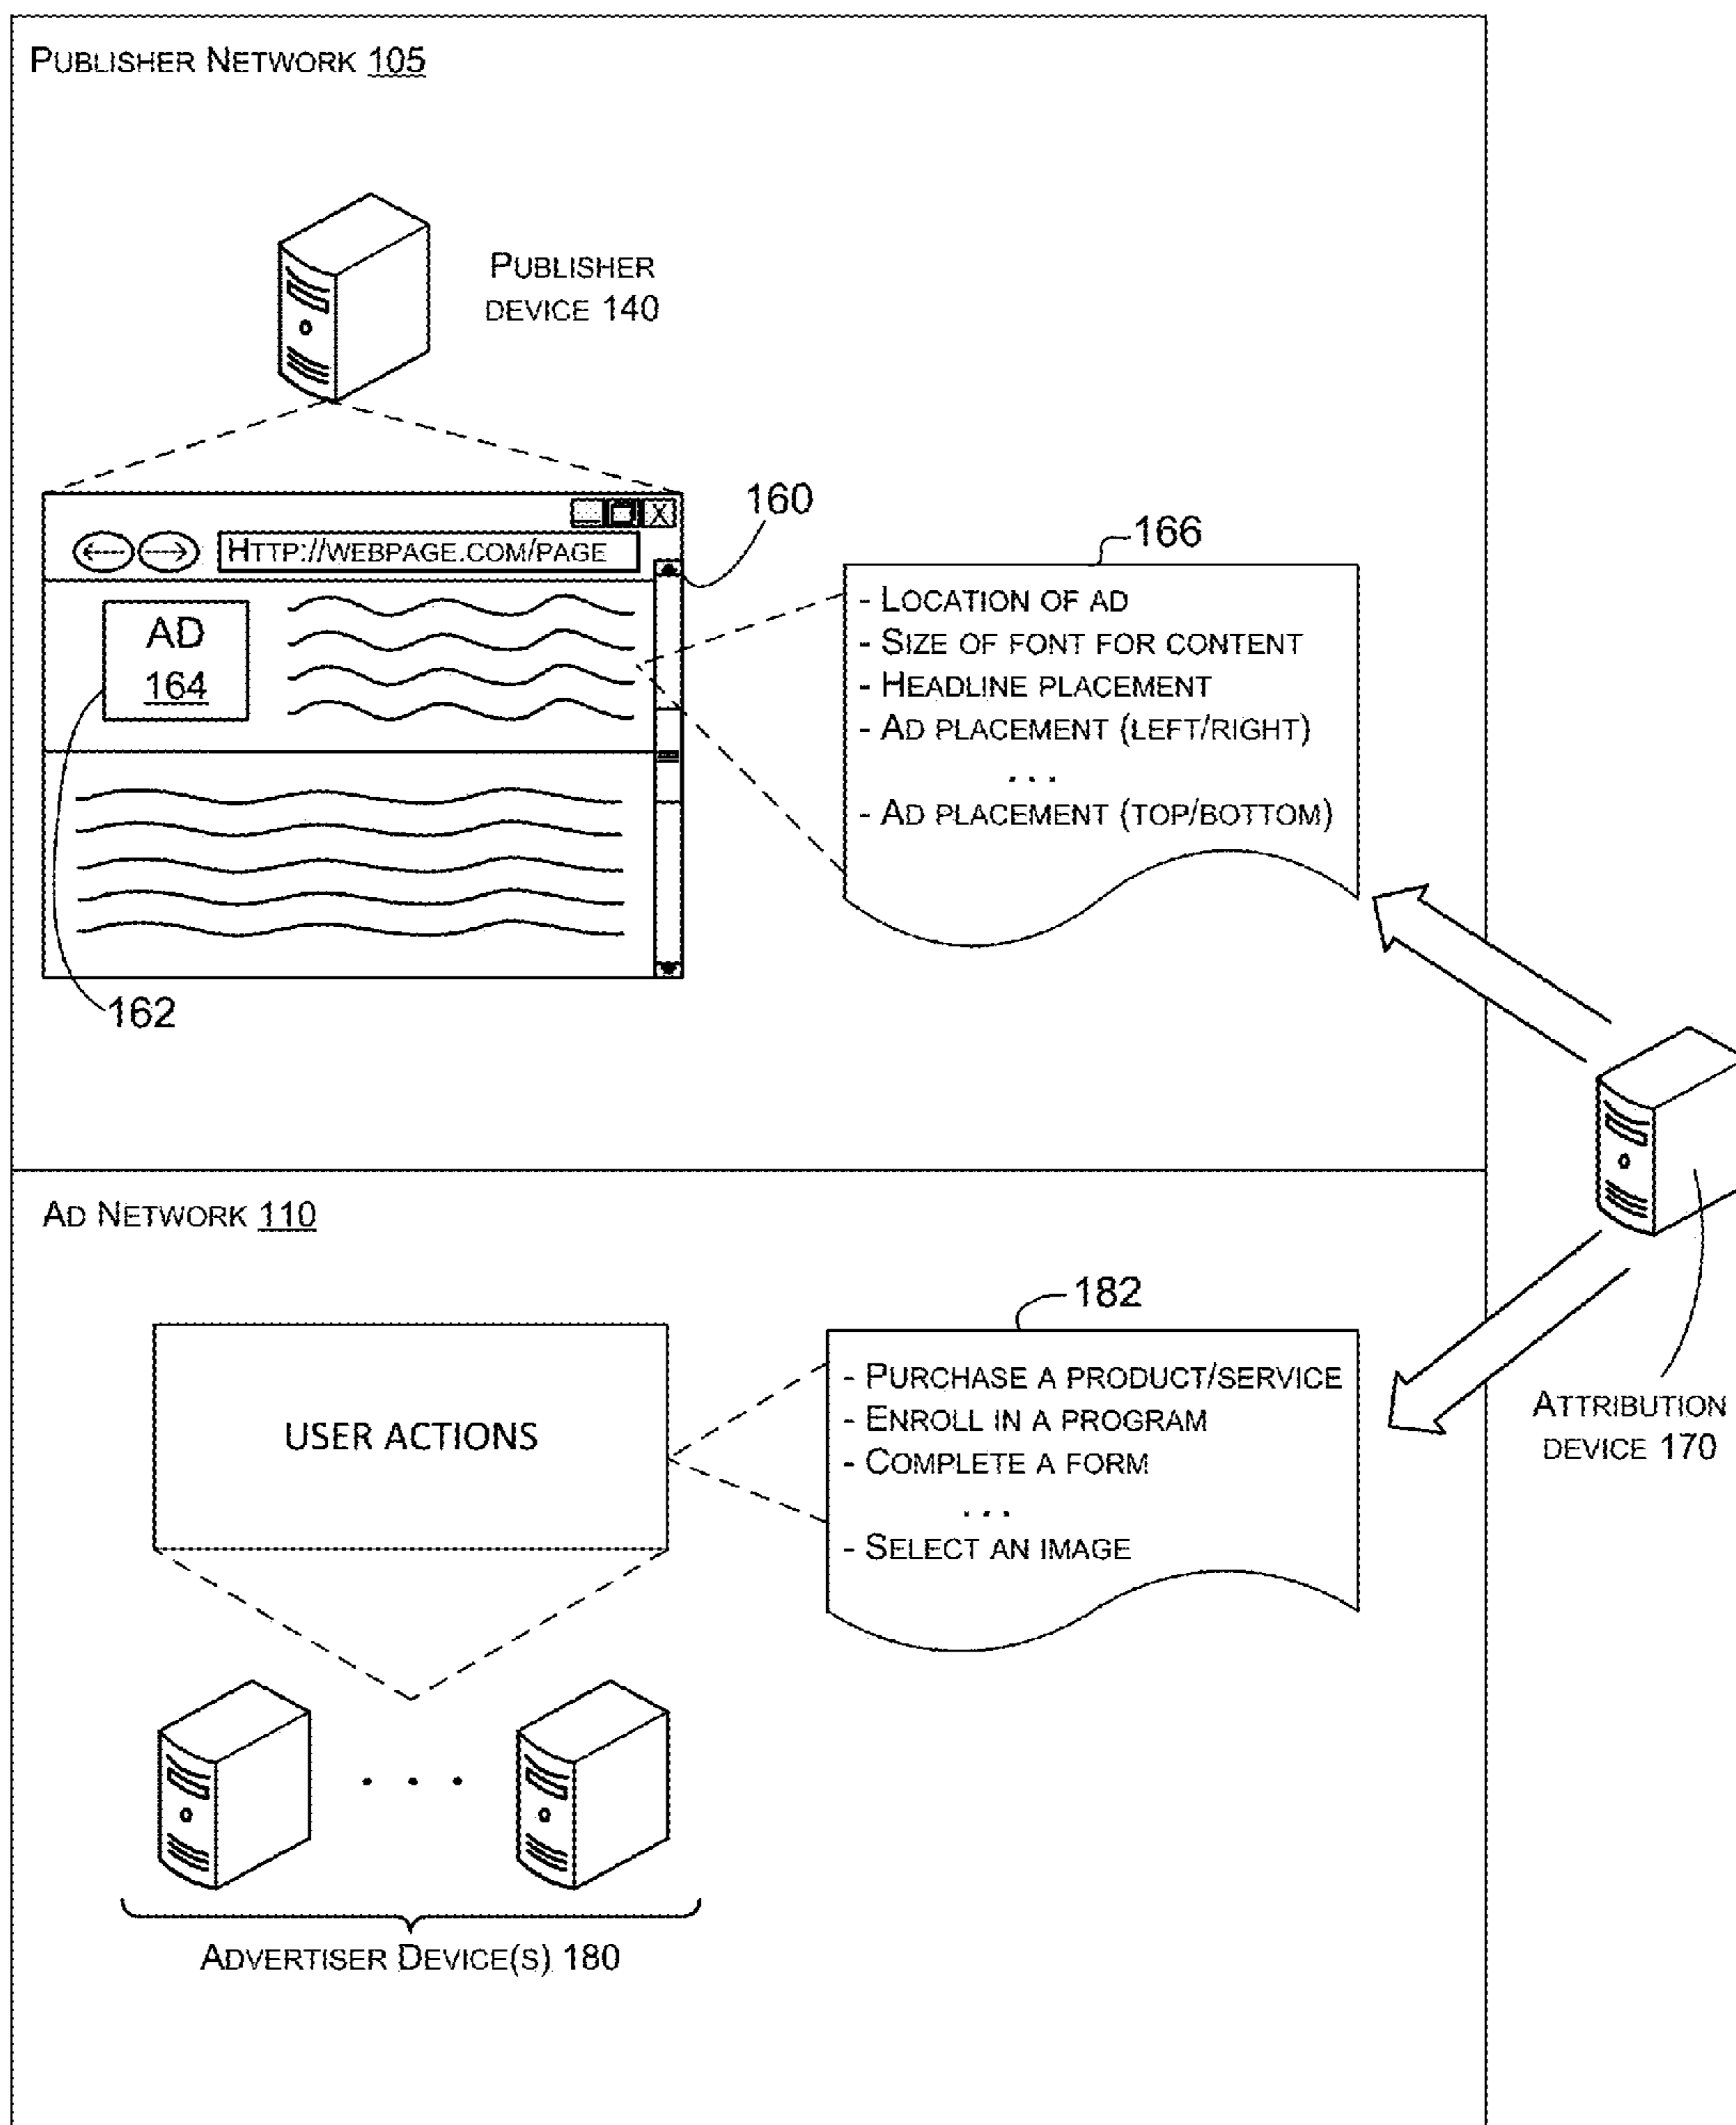 PUBLISHER NETWORK 105
PUBLISHER
DEVICE 140
160
X
HTTP://WEBPAGE.COM/PAGE
AD
164
162
166
- LOCATION OF AD
- SIZE OF FONT FOR CONTENT
- HEADLINE PLACEMENT
- AD PLACEMENT (LEFT/RIGHT)
...
- AD PLACEMENT (TOP/BOTTOM)
ATTRIBUTION
DEVICE 170
AD NETWORK 110
USER ACTIONS
182
- PURCHASE A PRODUCT/SERVICE
- ENROLL IN A PROGRAM
- COMPLETE A FORM
...
- SELECT AN IMAGE
. . .
ADVERTISER DEVICE(S) 180